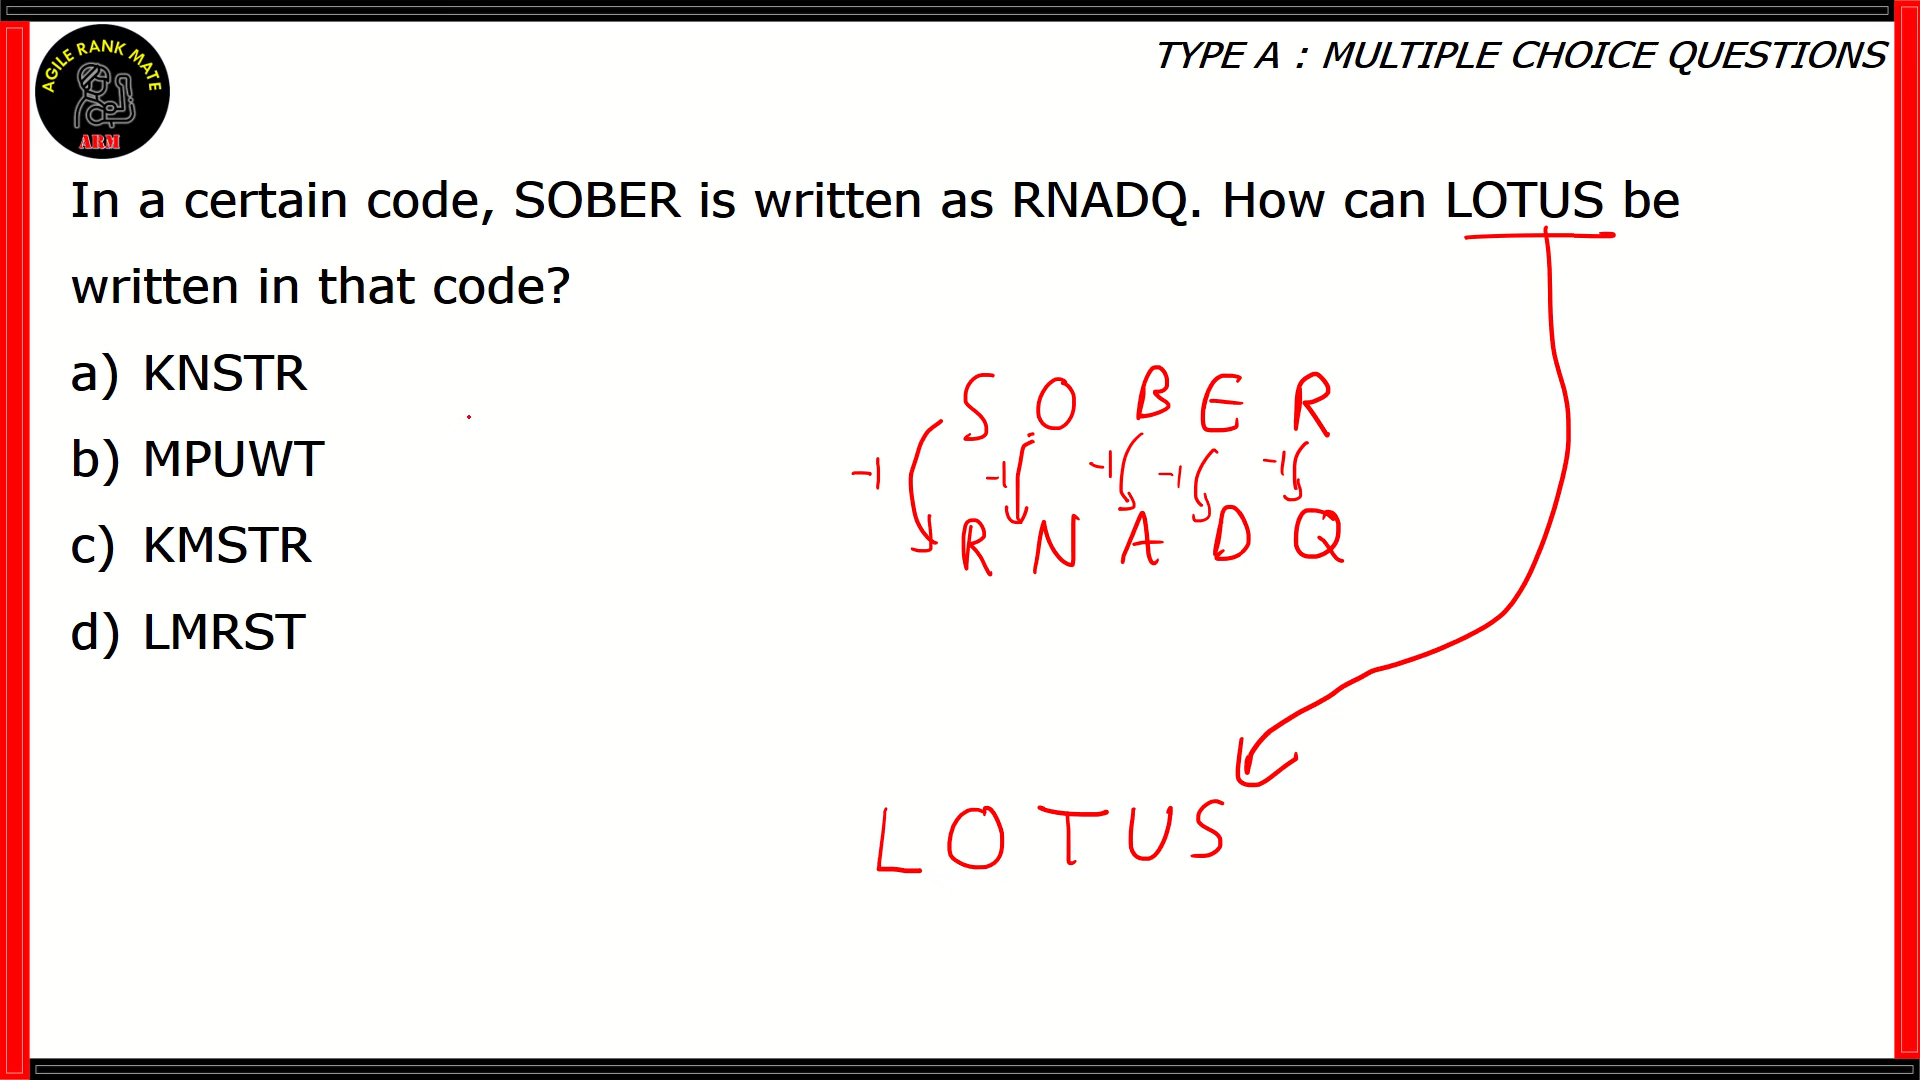 AGILE RANK MATE
ARM
TYPE A : MULTIPLE CHOICE QUESTIONS
In a certain code, SOBER is written as RNADQ. How can LOTUS be
written in that code?
a) KNSTR
b) MPUWT
c) KMSTR
d) LMRST
S O B E R
-1 -1 -1 -1 -1
R N A D Q
L O T U S